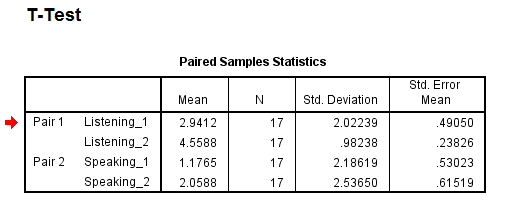 T-Test
Paired Samples Statistics
Mean N Std. Deviation Std. Error Mean
Pair 1 Listening_1 2.9412 17 2.02239 .49050
Listening_2 4.5588 17 .98238 0.23826
Pair 2 Speaking_1 1.1765 17 2.18619 .53023
Speaking_2 2.0588 17 2.53650 .61519